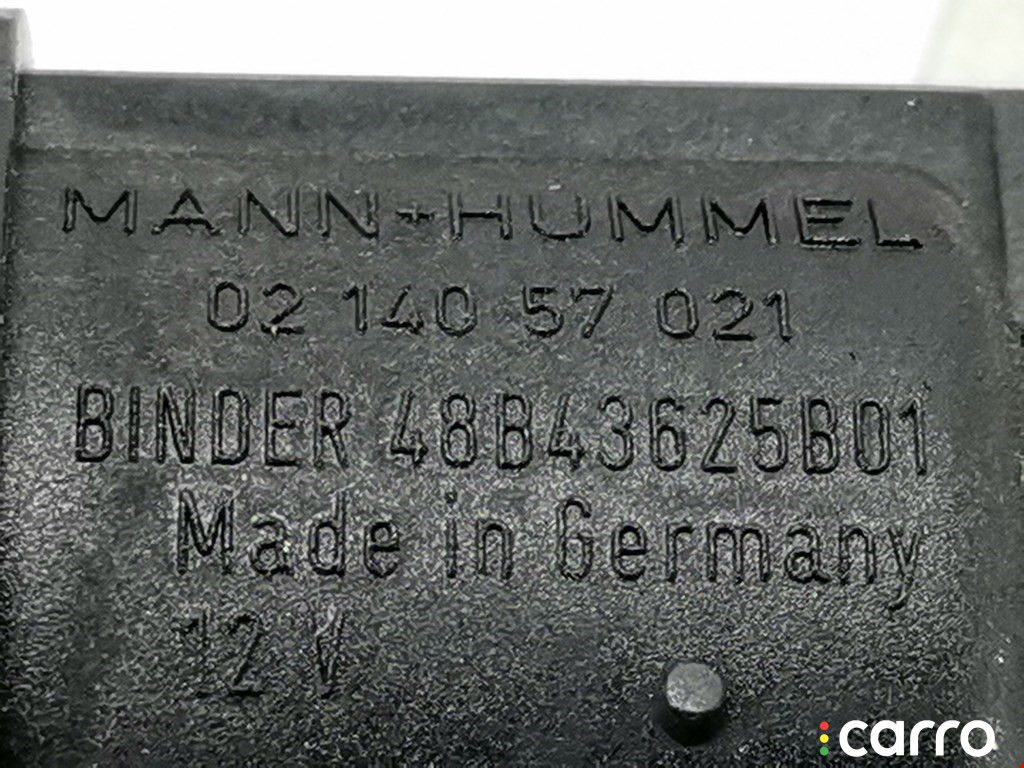 MANN+HUMMEL
02 140 57 021
BINDER 48B43625B01
Made in Germany
12 V
carro